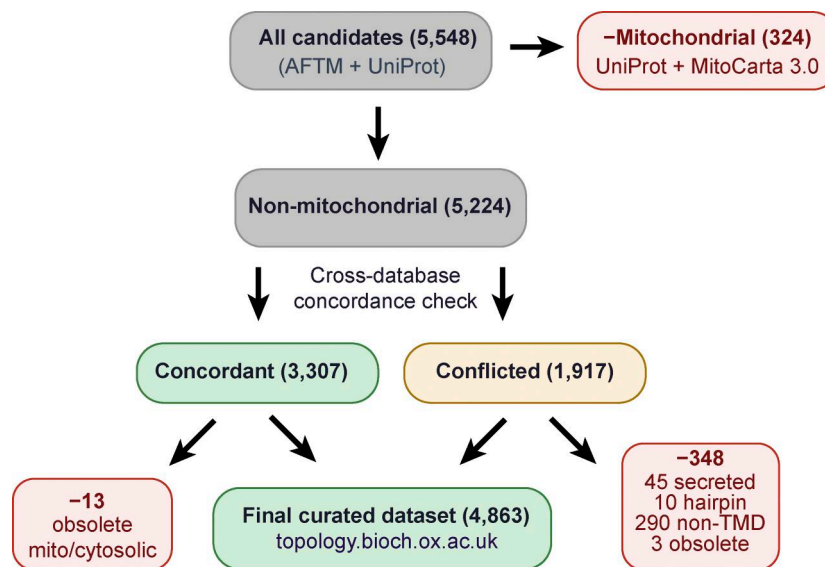 All candidates (5,548)
(AFTM + UniProt)
−Mitochondrial (324)
UniProt + MitoCarta 3.0
Non-mitochondrial (5,224)
Cross-database
concordance check
Concordant (3,307)
Conflicted (1,917)
−13
obsolete
mito/cytosolic
Final curated dataset (4,863)
topology.bioch.ox.ac.uk
−348
45 secreted
10 hairpin
290 non-TMD
3 obsolete